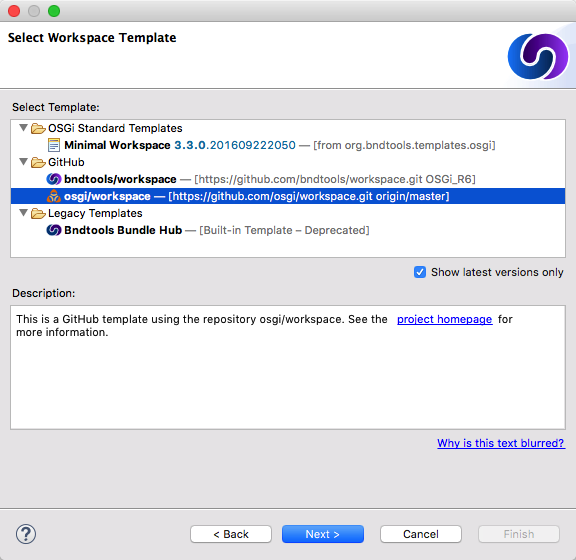 Select Workspace Template
Select Template:
OSGi Standard Templates
Minimal Workspace 3.3.0.201609222050 — [from org.bndtools.templates.osgi]
GitHub
bndtools/workspace — [https://github.com/bndtools/workspace.git OSGi_R6]
osgi/workspace — [https://github.com/osgi/workspace.git origin/master]
Legacy Templates
Bndtools Bundle Hub — [Built-in Template – Deprecated]
Show latest versions only
Description:
This is a GitHub template using the repository osgi/workspace. See the project homepage for
more information.
Why is this text blurred?
?
< Back
Next >
Cancel
Finish